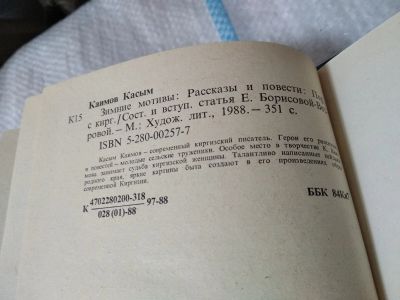 Каимов Касым
К15 Зимние мотивы: Рассказы и повести:
с кирг./Сост. и вступ. статья Е. Борисовой-
ровой.— М.: Худож. лит., 1988.— 351 с.
ISBN 5-280-00257-7
Касым Каимов — современный киргизский писатель. Герои его
и повестей — молодые сельские труженики. Особое место в творчестве К.
мова занимает судьба киргизской женщины. Талантливо написанные
родного края, яркие картины быта создают в его произведениях
современной Киргизии.
К 4702280200-318 97-88
028 (01)-88
ББК